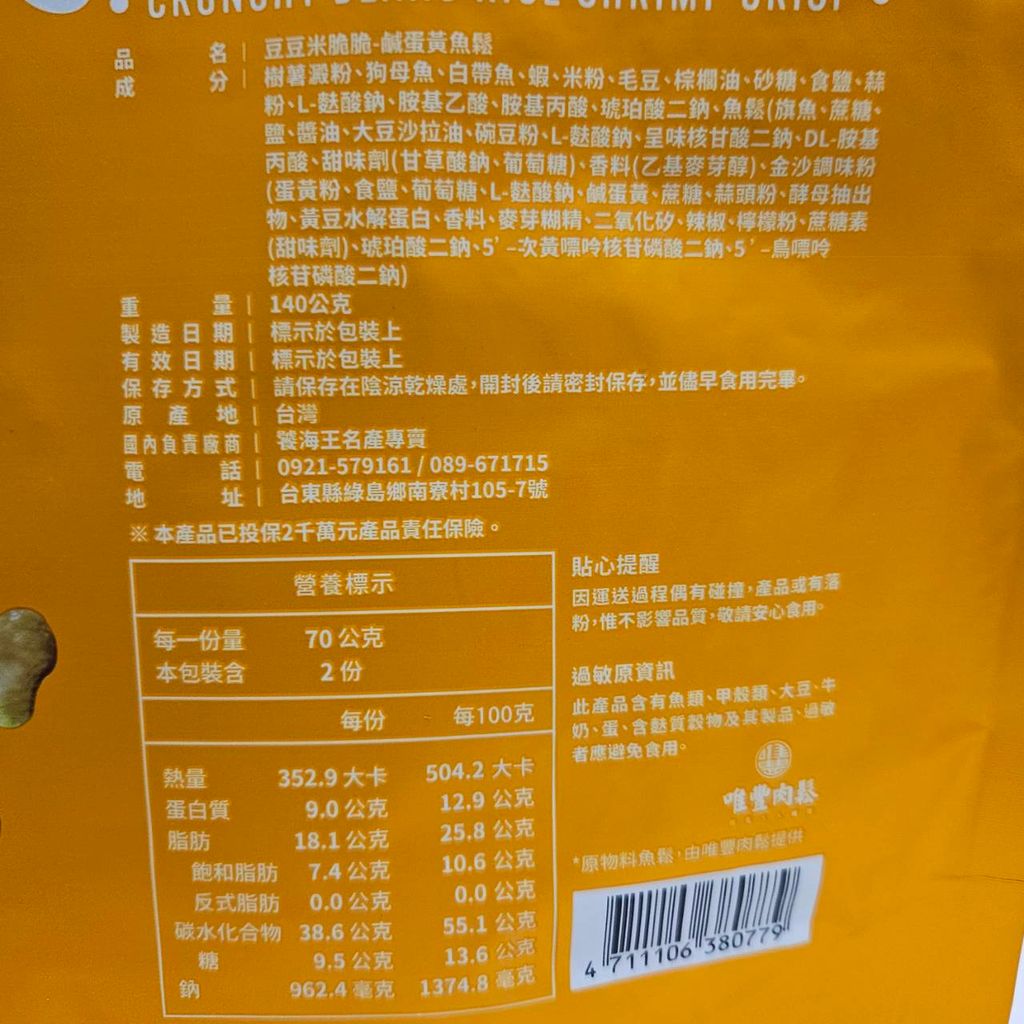 CRUNCHY
品名｜豆豆米脆脆-鹹蛋黃魚鬆
成分｜樹薯澱粉、狗母魚、白帶魚、蝦、米粉、毛豆、棕櫚油、砂糖、食鹽、蒜
粉、L-麩酸鈉、胺基乙酸、胺基丙酸、琥珀酸二鈉、魚鬆(旗魚、蔗糖、
鹽、醬油、大豆沙拉油、碗豆粉、L-麩酸鈉、呈味核甘酸二鈉、DL-胺基
丙酸、甜味劑(甘草酸鈉、葡萄糖)、香料(乙基麥芽醇)、金沙調味粉
(蛋黃粉、食鹽、葡萄糖、L-麩酸鈉、鹹蛋黃、蔗糖、蒜頭粉、酵母抽出
物、黃豆水解蛋白、香料、麥芽糊精、二氧化矽、辣椒、檸檬粉、蔗糖素
(甜味劑)、琥珀酸二鈉、5’-次黃嘌呤核苷磷酸二鈉、5’-鳥嘌呤
核苷磷酸二鈉)
重量｜140公克
製造日期｜標示於包裝上
有效日期｜標示於包裝上
保存方式｜請保存在陰涼乾燥處，開封後請密封保存，並儘早食用完畢。
原產地｜台灣
國內負責廠商｜饕海王名產專賣
電話｜0921-579161 / 089-671715
地址｜台東縣綠島鄉南寮村105-7號
※本產品已投保2千萬元產品責任保險。
營養標示
每一份量 70 公克
本包裝含 2 份
每份 每100克
熱量 352.9 大卡 504.2 大卡
蛋白質 9.0 公克 12.9 公克
脂肪 18.1 公克 25.8 公克
飽和脂肪 7.4 公克 10.6 公克
反式脂肪 0.0 公克 0.0 公克
碳水化合物 38.6 公克 55.1 公克
糖 9.5 公克 13.6 公克
鈉 962.4 毫克 1374.8 毫克
貼心提醒
因運送過程偶有碰撞，產品或有落
粉，惟不影響品質，敬請安心食用。
過敏原資訊
此產品含有魚類、甲殼類、大豆、牛
奶、蛋、含麩質穀物及其製品、過敏
者應避免食用。
唯豐肉鬆
*原物料魚鬆，由唯豐肉鬆提供
4 711106 380779